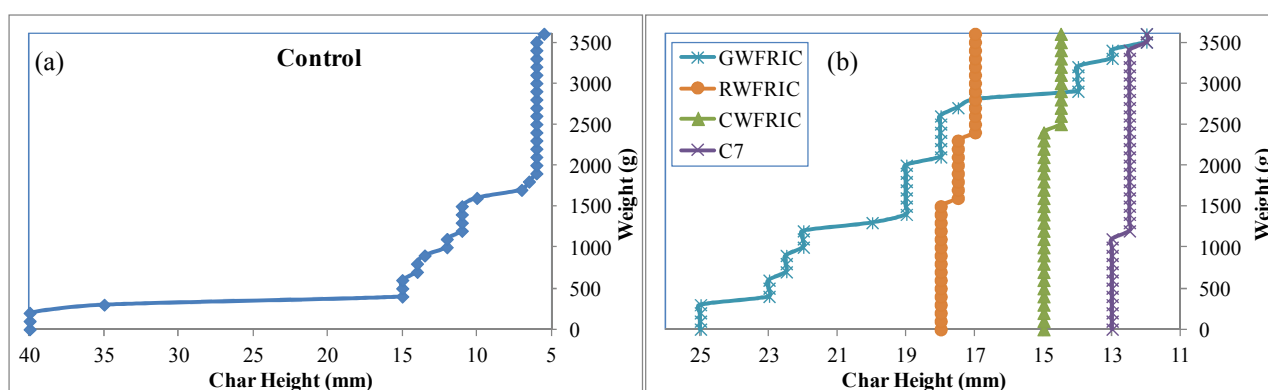 (a)
Control
3500
3000
2500
2000
1500
1000
500
0
Weight (g)
40 35 30 25 20 15 10 5
Char Height (mm)
(b)
GWFRIC
RWFRIC
CWFRIC
C7
3500
3000
2500
2000
1500
1000
500
0
Weight (g)
25 23 21 19 17 15 13 11
Char Height (mm)